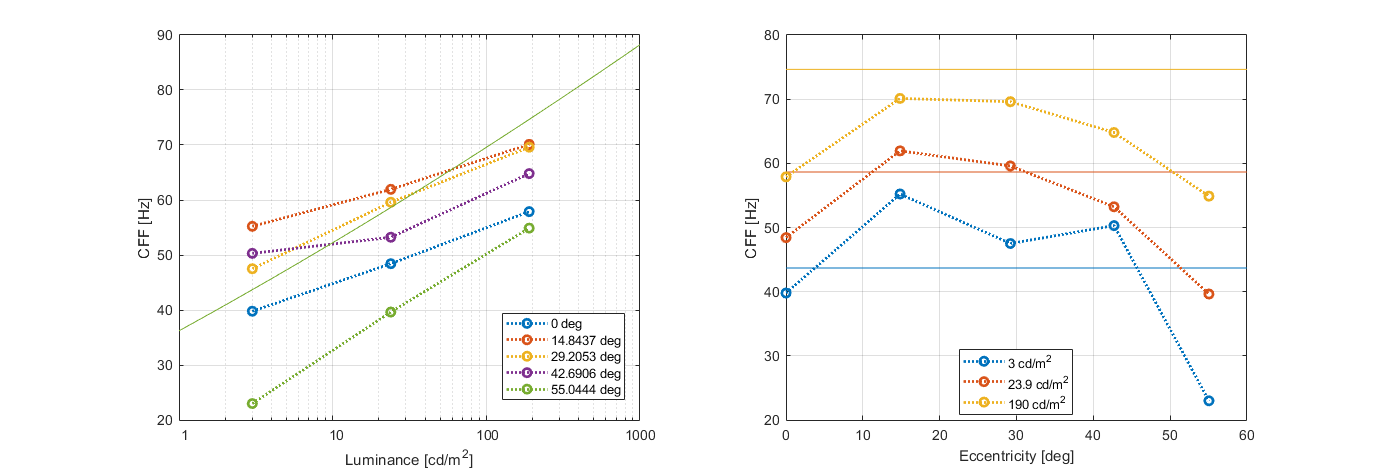 90
80
70
60
50
40
30
20
CFF [Hz]
1
10
100
1000
Luminance [cd/m²]
0 deg
14.8437 deg
29.2053 deg
42.6906 deg
55.0444 deg
80
70
60
50
40
30
20
CFF [Hz]
0
10
20
30
40
50
60
Eccentricity [deg]
3 cd/m²
23.9 cd/m²
190 cd/m²